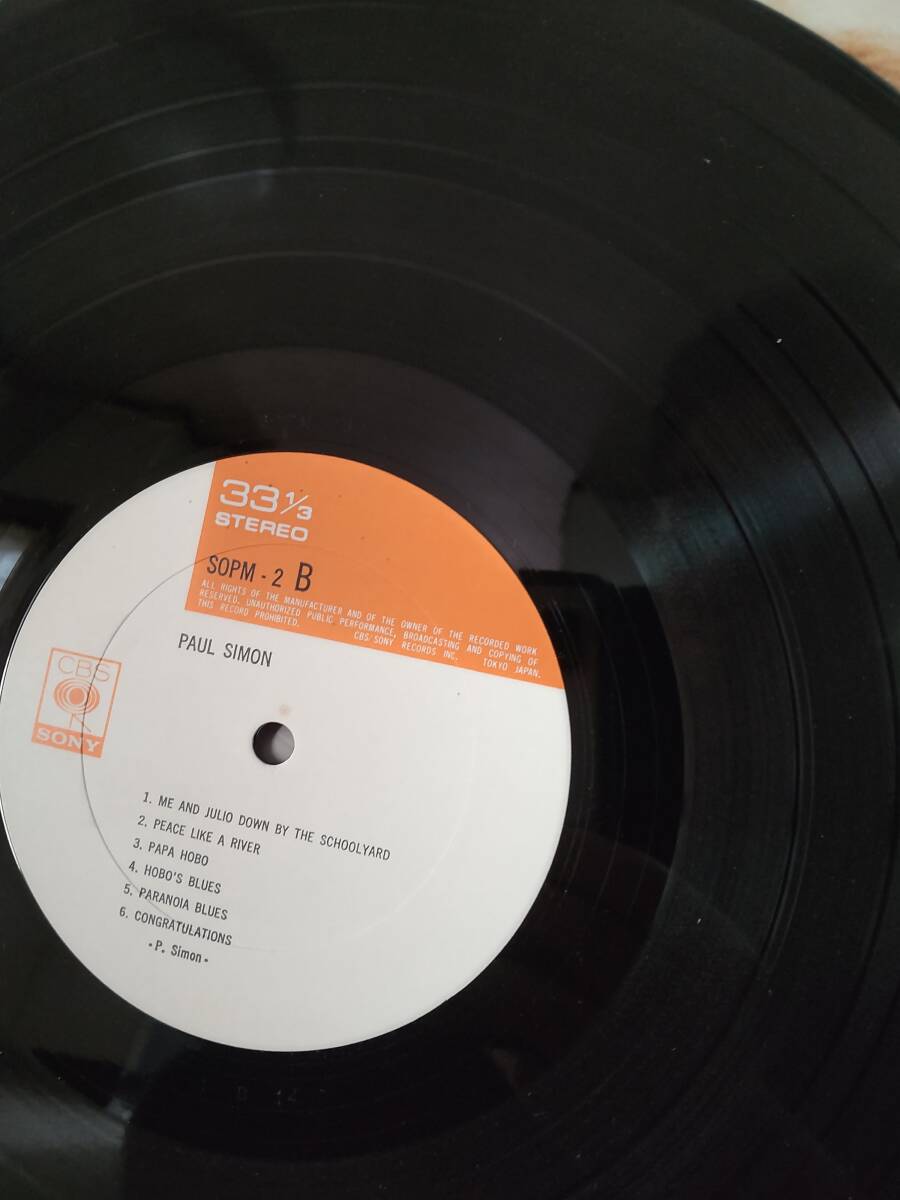 33 1/3
STEREO
SOPM - 2 B
ALL RIGHTS OF THE MANUFACTURER AND OF THE OWNER OF THE RECORDED WORK
RESERVED. UNAUTHORIZED PUBLIC PERFORMANCE, BROADCASTING AND COPYING OF
THIS RECORD PROHIBITED. CBS/SONY RECORDS INC. TOKYO JAPAN.
PAUL SIMON
CBS
SONY
1. ME AND JULIO DOWN BY THE SCHOOLYARD
2. PEACE LIKE A RIVER
3. PAPA HOBO
4. HOBO'S BLUES
5. PARANOIA BLUES
6. CONGRATULATIONS
•P. Simon•